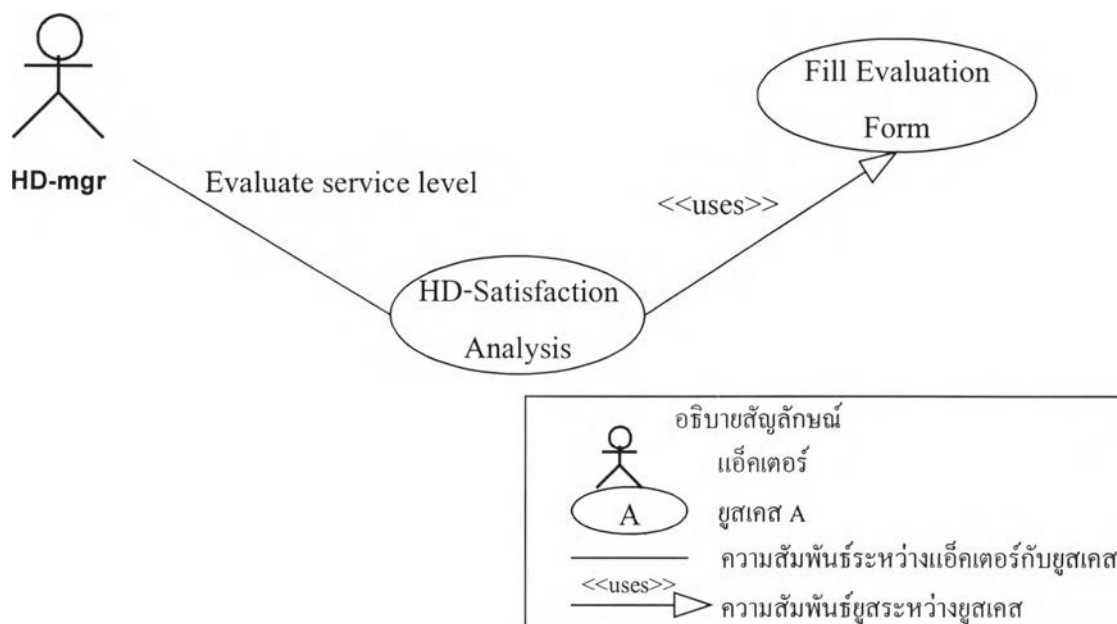 Fill Evaluation
Form
HD-mgr
Evaluate service level
<<uses>>
HD-Satisfaction
Analysis
อธิบายสัญลักษณ์
แอ็คเตอร์
A
ยูสเคส A
ความสัมพันธ์ระหว่างแอ็คเตอร์กับยูสเคส
<<uses>>
ความสัมพันธ์ยูสระหว่างยูสเคส